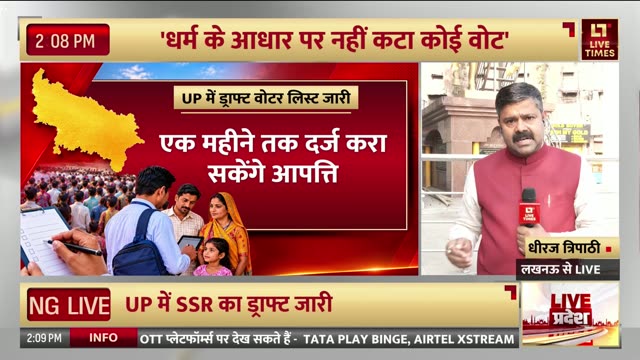 2 08 PM
'धर्म के आधार पर नहीं कटा कोई वोट'
LIVE TIMES
UP में ड्राफ्ट वोटर लिस्ट जारी
एक महीने तक दर्ज करा
सकेंगे आपत्ति
LIVE TIMES
धीरज त्रिपाठी
लखनऊ से LIVE
NG LIVE
UP में SSR का ड्राफ्ट जारी
LIVE
प्रदेश
2:09 PM
INFO
OTT प्लेटफॉर्म्स पर देख सकते हैं - TATA PLAY BINGE, AIRTEL XSTREAM